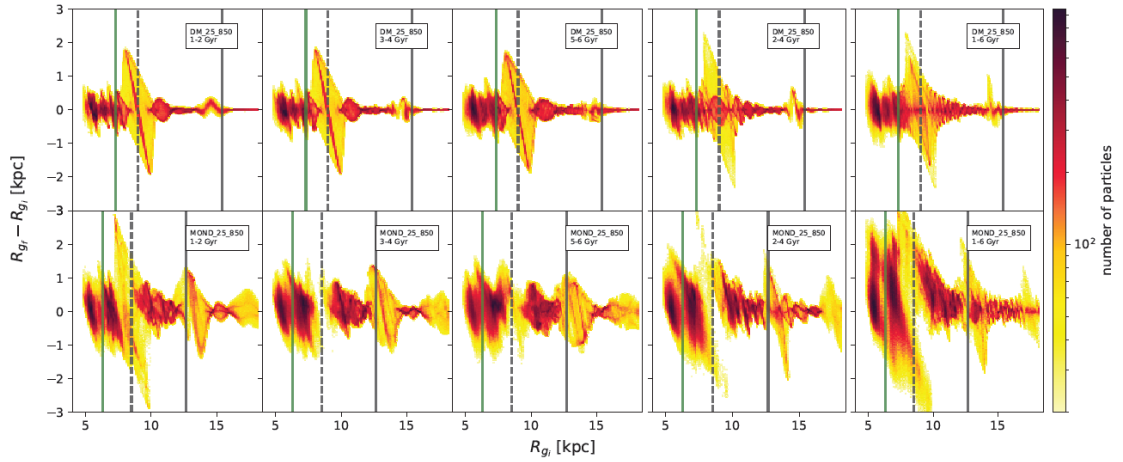 3
2
1
0
−1
−2
−3
DM_25_850
1-2 Gyr
DM_25_850
3-4 Gyr
DM_25_850
5-6 Gyr
DM_25_850
2-4 Gyr
DM_25_850
1-6 Gyr
2
1
0
−1
−2
−3
MOND_25_850
1-2 Gyr
MOND_25_850
3-4 Gyr
MOND_25_850
5-6 Gyr
MOND_25_850
2-4 Gyr
MOND_25_850
1-6 Gyr
5 10 15 5 10 15 5 10 15 5 10 15 5 10 15
R_{g_f} − R_{g_i} [kpc]
R_{g_i} [kpc]
10²
number of particles